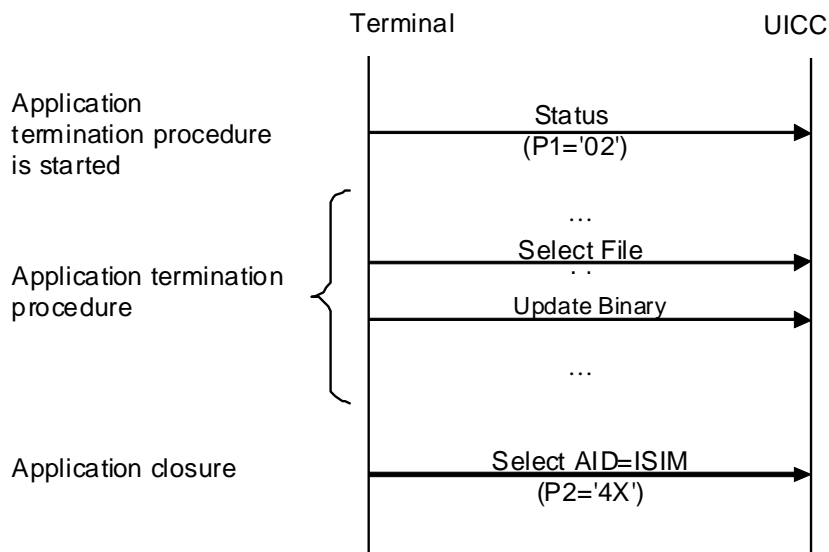 Terminal UICC
Application
termination procedure
is started
Status
(P1='02')
...
Select File
. .
Application termination
procedure
Update Binary
...
Application closure
Select AID=ISIM
(P2='4X')